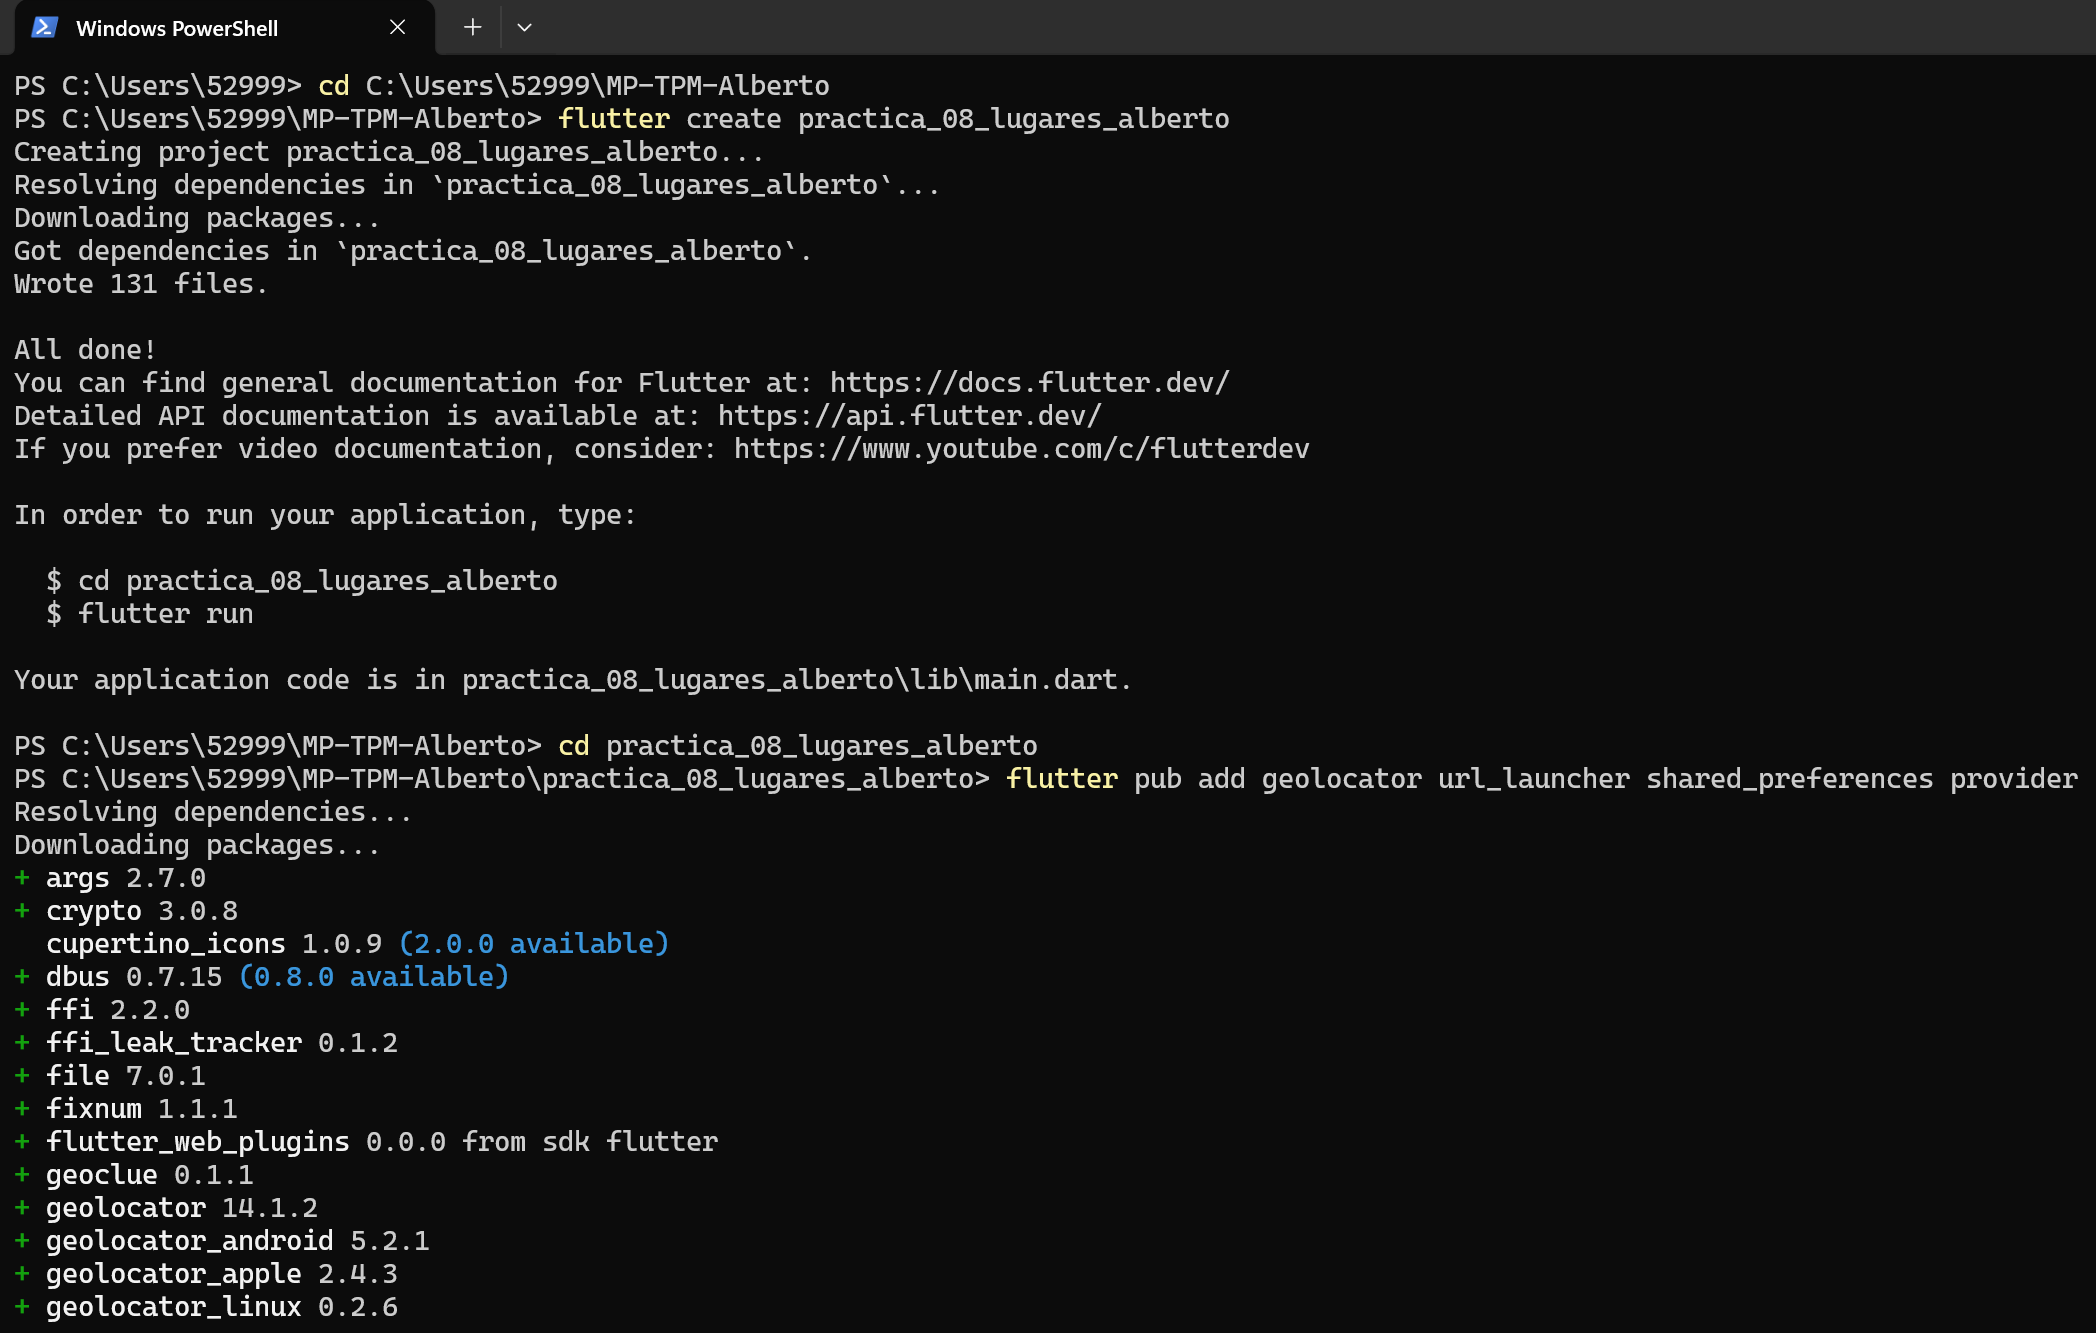 Windows PowerShell
PS C:\Users\52999> cd C:\Users\52999\MP-TPM-Alberto
PS C:\Users\52999\MP-TPM-Alberto> flutter create practica_08_lugares_alberto
Creating project practica_08_lugares_alberto...
Resolving dependencies in `practica_08_lugares_alberto`...
Downloading packages...
Got dependencies in `practica_08_lugares_alberto`.
Wrote 131 files.
All done!
You can find general documentation for Flutter at: https://docs.flutter.dev/
Detailed API documentation is available at: https://api.flutter.dev/
If you prefer video documentation, consider: https://www.youtube.com/c/flutterdev
In order to run your application, type:
$ cd practica_08_lugares_alberto
$ flutter run
Your application code is in practica_08_lugares_alberto\lib\main.dart.
PS C:\Users\52999\MP-TPM-Alberto> cd practica_08_lugares_alberto
PS C:\Users\52999\MP-TPM-Alberto\practica_08_lugares_alberto> flutter pub add geolocator url_launcher shared_preferences provider
Resolving dependencies...
Downloading packages...
+ args 2.7.0
+ crypto 3.0.8
cupertino_icons 1.0.9 (2.0.0 available)
+ dbus 0.7.15 (0.8.0 available)
+ ffi 2.2.0
+ ffi_leak_tracker 0.1.2
+ file 7.0.1
+ fixnum 1.1.1
+ flutter_web_plugins 0.0.0 from sdk flutter
+ geoclue 0.1.1
+ geolocator 14.1.2
+ geolocator_android 5.2.1
+ geolocator_apple 2.4.3
+ geolocator_linux 0.2.6